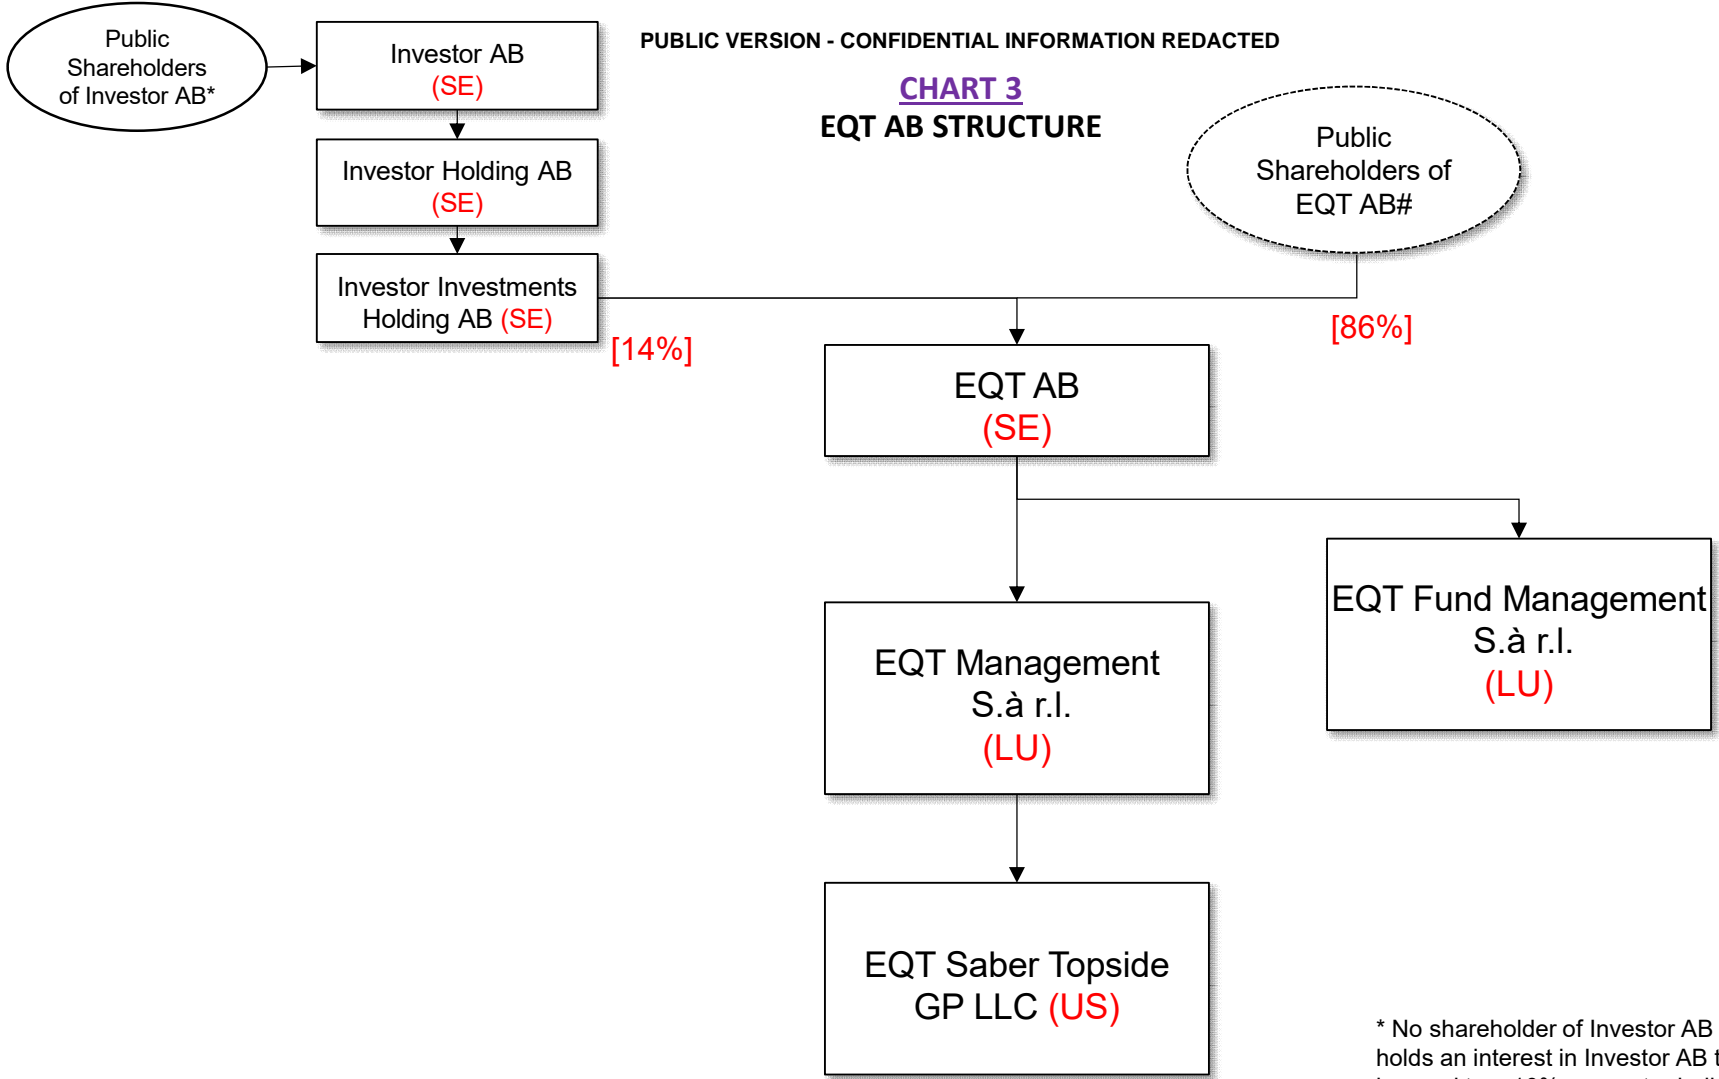 PUBLIC VERSION - CONFIDENTIAL INFORMATION REDACTED
CHART 3
EQT AB STRUCTURE
Public
Shareholders
of Investor AB*
Investor AB
(SE)
Investor Holding AB
(SE)
Investor Investments
Holding AB (SE)
[14%]
Public
Shareholders of
EQT AB#
[86%]
EQT AB
(SE)
EQT Management
S.à r.l.
(LU)
EQT Fund Management
S.à r.l.
(LU)
EQT Saber Topside
GP LLC (US)
* No shareholder of Investor AB
holds an interest in Investor AB